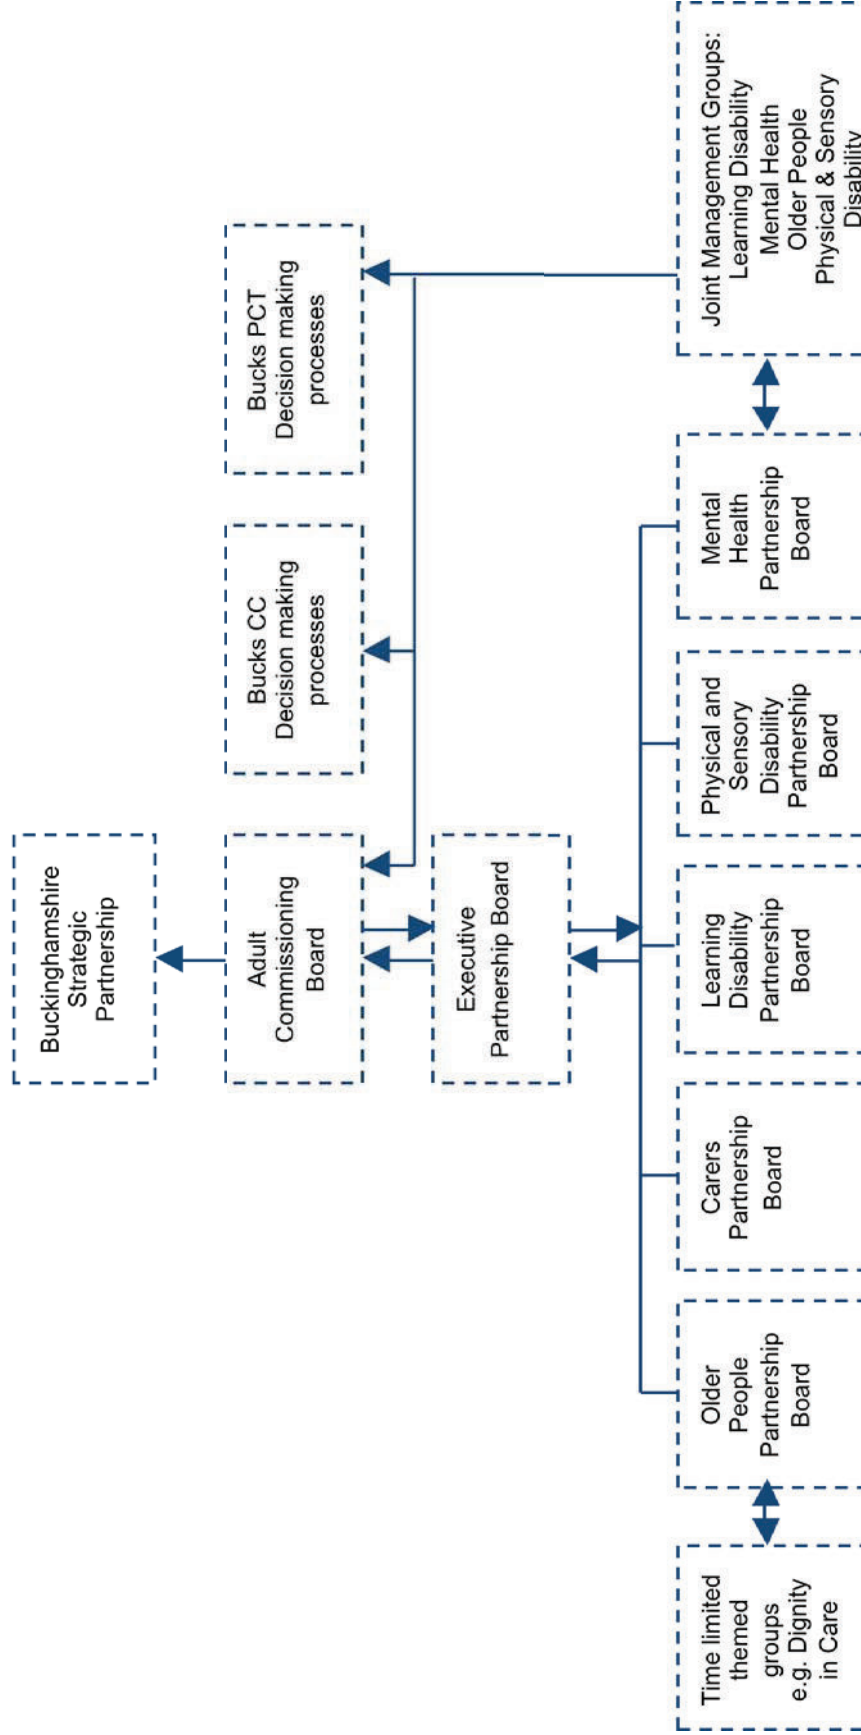 Buckinghamshire
Strategic
Partnership
Adult
Commissioning
Board
Bucks CC
Decision making
processes
Bucks PCT
Decision making
processes
Executive
Partnership Board
Time limited
themed
groups
e.g. Dignity
in Care
Older
People
Partnership
Board
Carers
Partnership
Board
Learning
Disability
Partnership
Board
Physical and
Sensory
Disability
Partnership
Board
Mental
Health
Partnership
Board
Joint Management Groups:
Learning Disability
Mental Health
Older People
Physical & Sensory
Disability